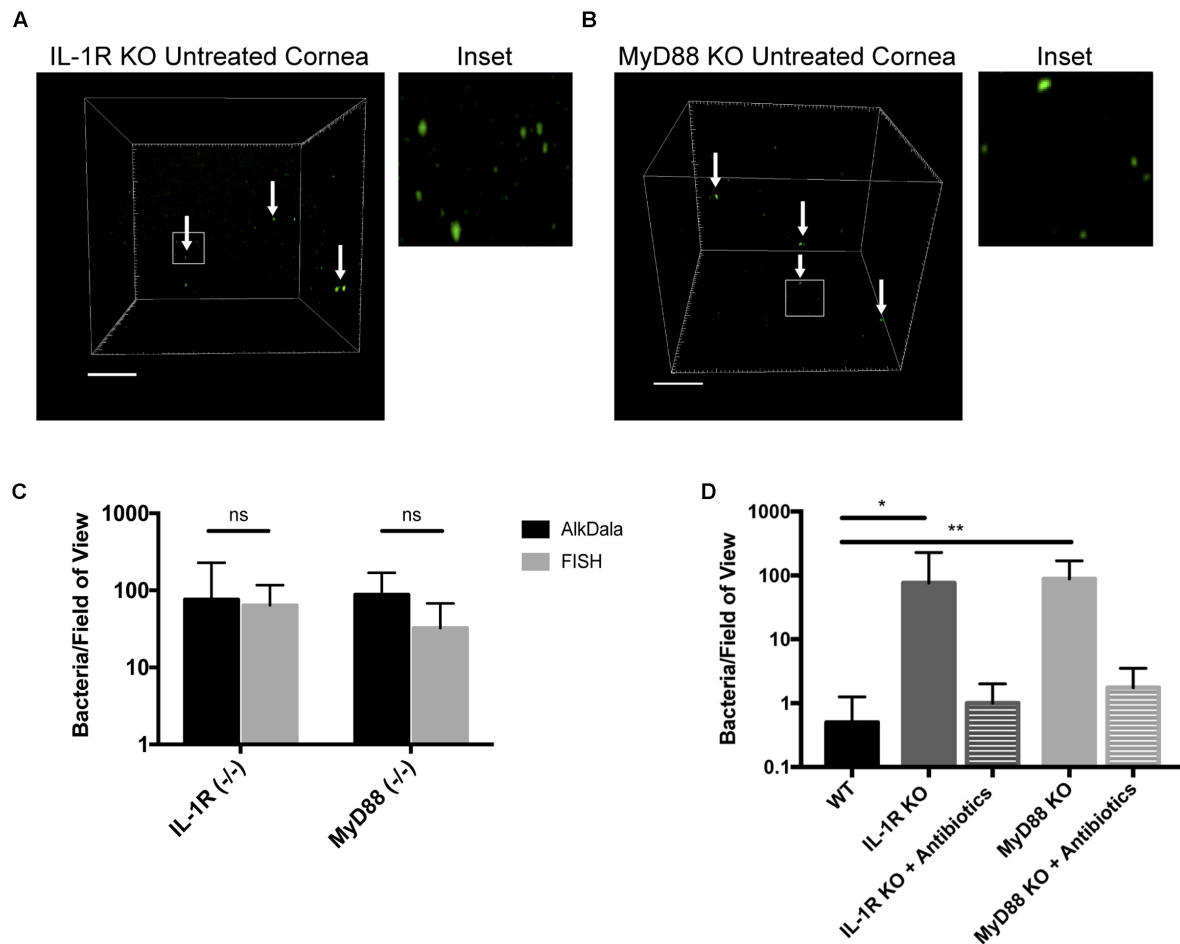 A
IL-1R KO Untreated Cornea
Inset
B
MyD88 KO Untreated Cornea
Inset
C
Bacteria/Field of View
1000
100
10
1
ns
ns
IL-1R (-/-)
MyD88 (-/-)
AlkDala
FISH
D
Bacteria/Field of View
1000
100
10
1
0.1
*
**
WT
IL-1R KO
IL-1R KO + Antibiotics
MyD88 KO
MyD88 KO + Antibiotics